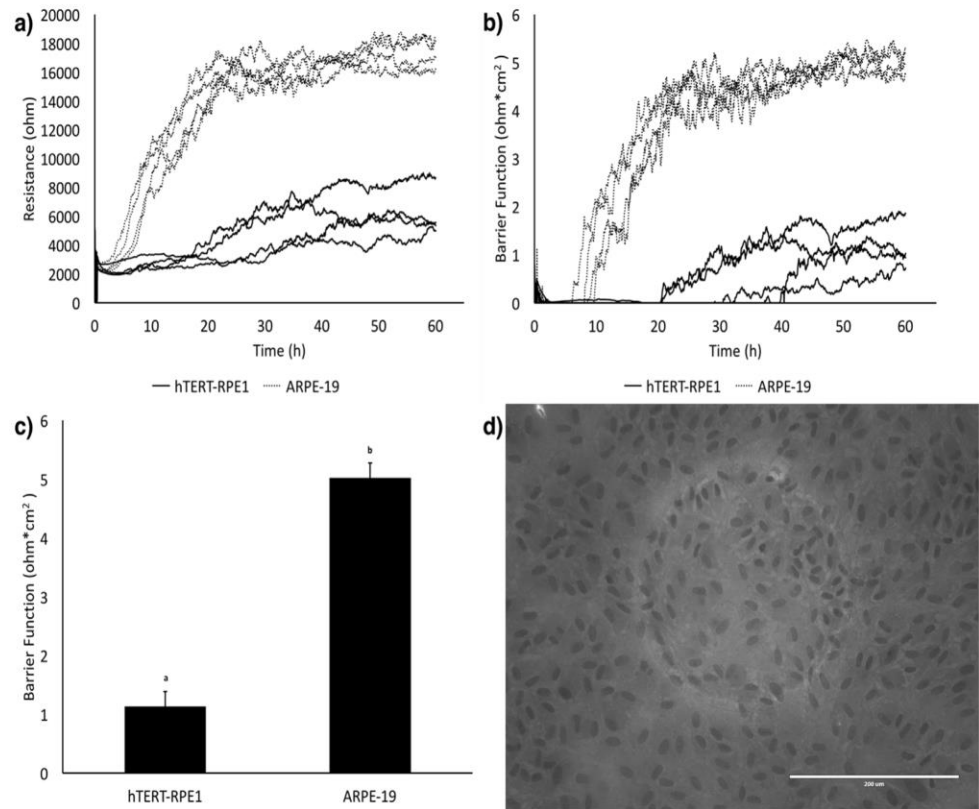 a)
Resistance (ohm)
20000
18000
16000
14000
12000
10000
8000
6000
4000
2000
0
0 10 20 30 40 50 60
Time (h)
hTERT-RPE1 ARPE-19
b)
Barrier Function (ohm*cm²)
6
5
4
3
2
1
0
0 10 20 30 40 50 60
Time (h)
hTERT-RPE1 ARPE-19
c)
Barrier Function (ohm*cm²)
6
5
4
3
2
1
0
a
b
hTERT-RPE1 ARPE-19
d)
200 um